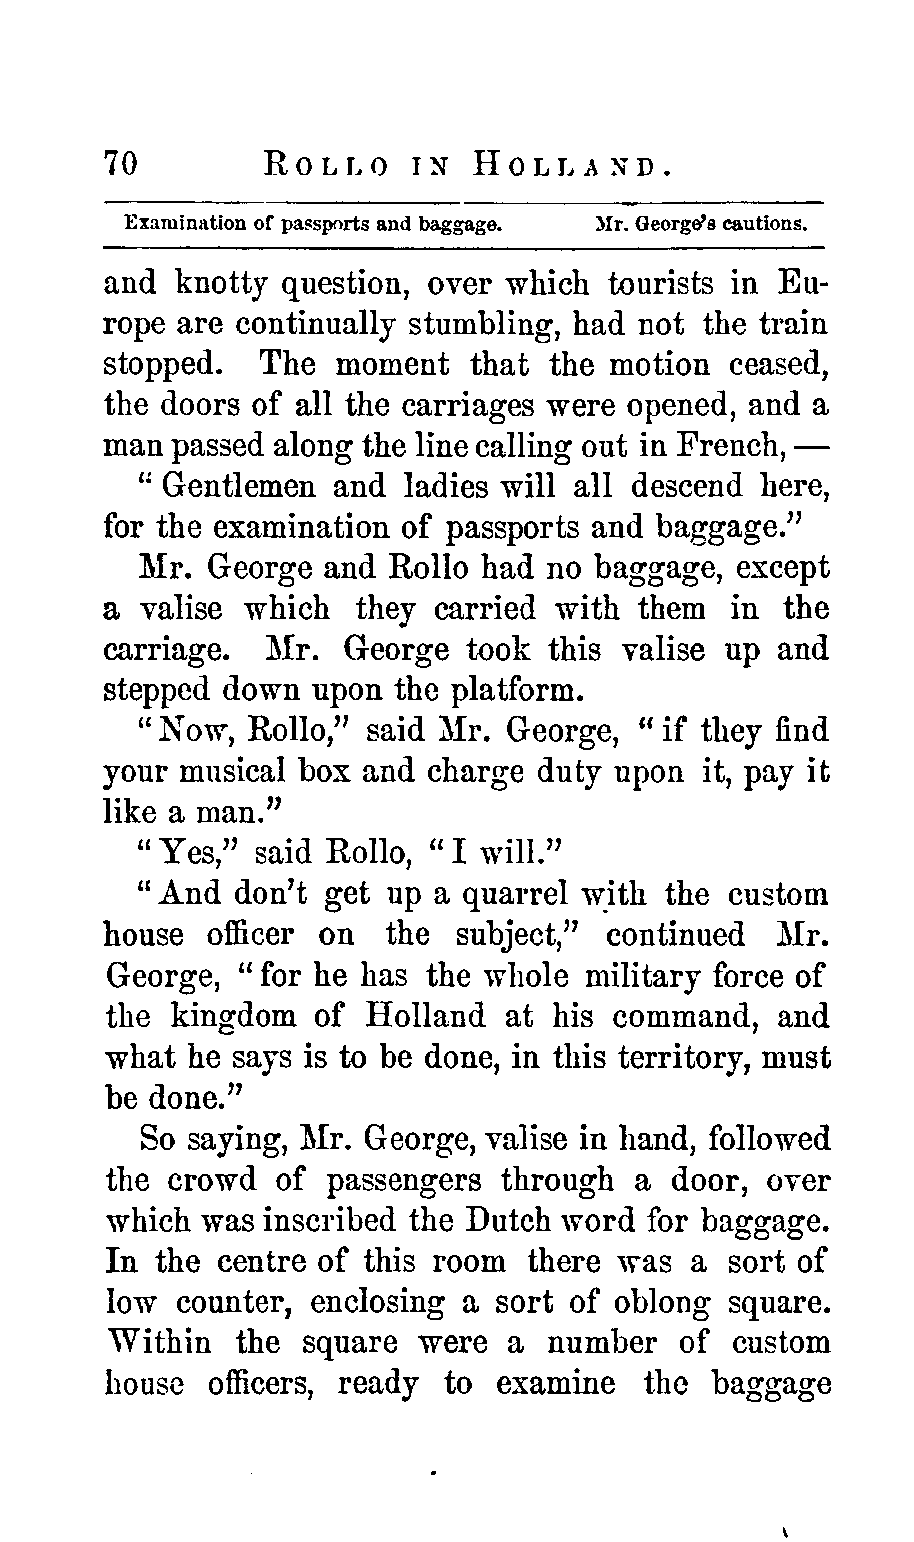 70 ROLLO IN HOLLAND.
Examination of passports and baggage. Mr. George's cautions.
and knotty question, over which tourists in Eu-
rope are continually stumbling, had not the train
stopped. The moment that the motion ceased,
the doors of all the carriages were opened, and a
man passed along the line calling out in French, —
"Gentlemen and ladies will all descend here,
for the examination of passports and baggage."
Mr. George and Rollo had no baggage, except
a valise which they carried with them in the
carriage. Mr. George took this valise up and
stepped down upon the platform.
"Now, Rollo," said Mr. George, "if they find
your musical box and charge duty upon it, pay it
like a man."
"Yes," said Rollo, "I will."
"And don't get up a quarrel with the custom
house officer on the subject," continued Mr.
George, "for he has the whole military force of
the kingdom of Holland at his command, and
what he says is to be done, in this territory, must
be done."
So saying, Mr. George, valise in hand, followed
the crowd of passengers through a door, over
which was inscribed the Dutch word for baggage.
In the centre of this room there was a sort of
low counter, enclosing a sort of oblong square.
Within the square were a number of custom
house officers, ready to examine the baggage